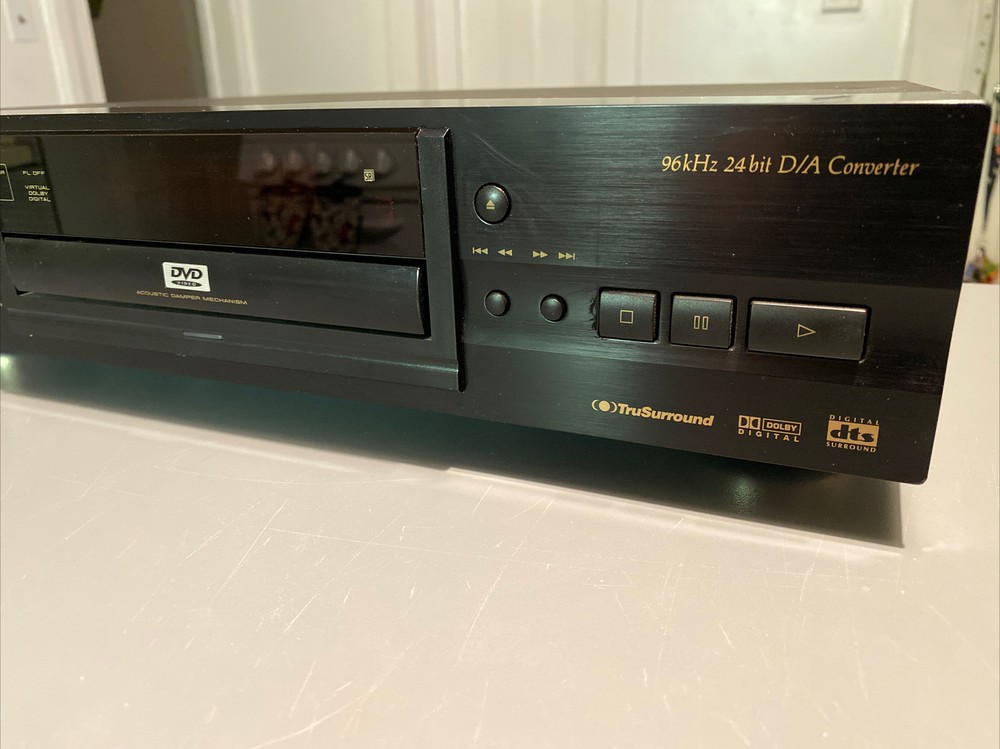 FL OFF
VIRTUAL
DOLBY
DIGITAL
96kHz 24bit D/A Converter
DVD
VIDEO
ACOUSTIC DAMPER MECHANISM
TruSurround
DOLBY
DIGITAL
DIGITAL
dts
SURROUND